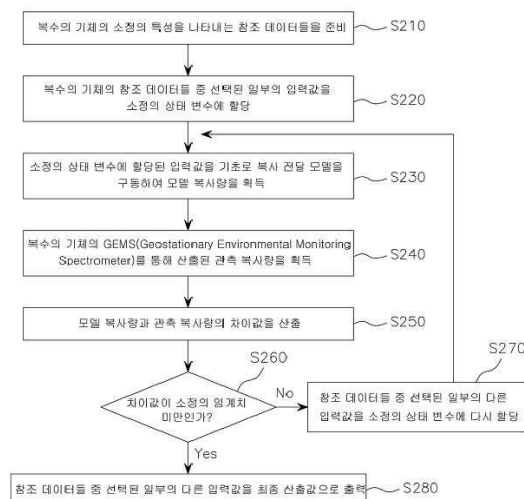 복수의 기체의 소정의 특성을 나타내는 참조 데이터들을 준비
S210
복수의 기체의 참조 데이터들 중 선택된 일부의 입력값을
소정의 상태 변수에 할당
S220
소정의 상태 변수에 할당된 입력값을 기초로 복사 전달 모델을
구동하여 모델 복사량을 획득
S230
복수의 기체의 GEMS(Geostationary Environmental Monitoring
Spectrometer)를 통해 산출된 관측 복사량을 획득
S240
모델 복사량과 관측 복사량의 차이값을 산출
S250
S260
차이값이 소정의 임계치
미만인가?
No
S270
참조 데이터들 중 선택된 일부의 다른
입력값을 소정의 상태 변수에 다시 할당
Yes
참조 데이터들 중 선택된 일부의 다른 입력값을 최종 산출값으로 출력
S280